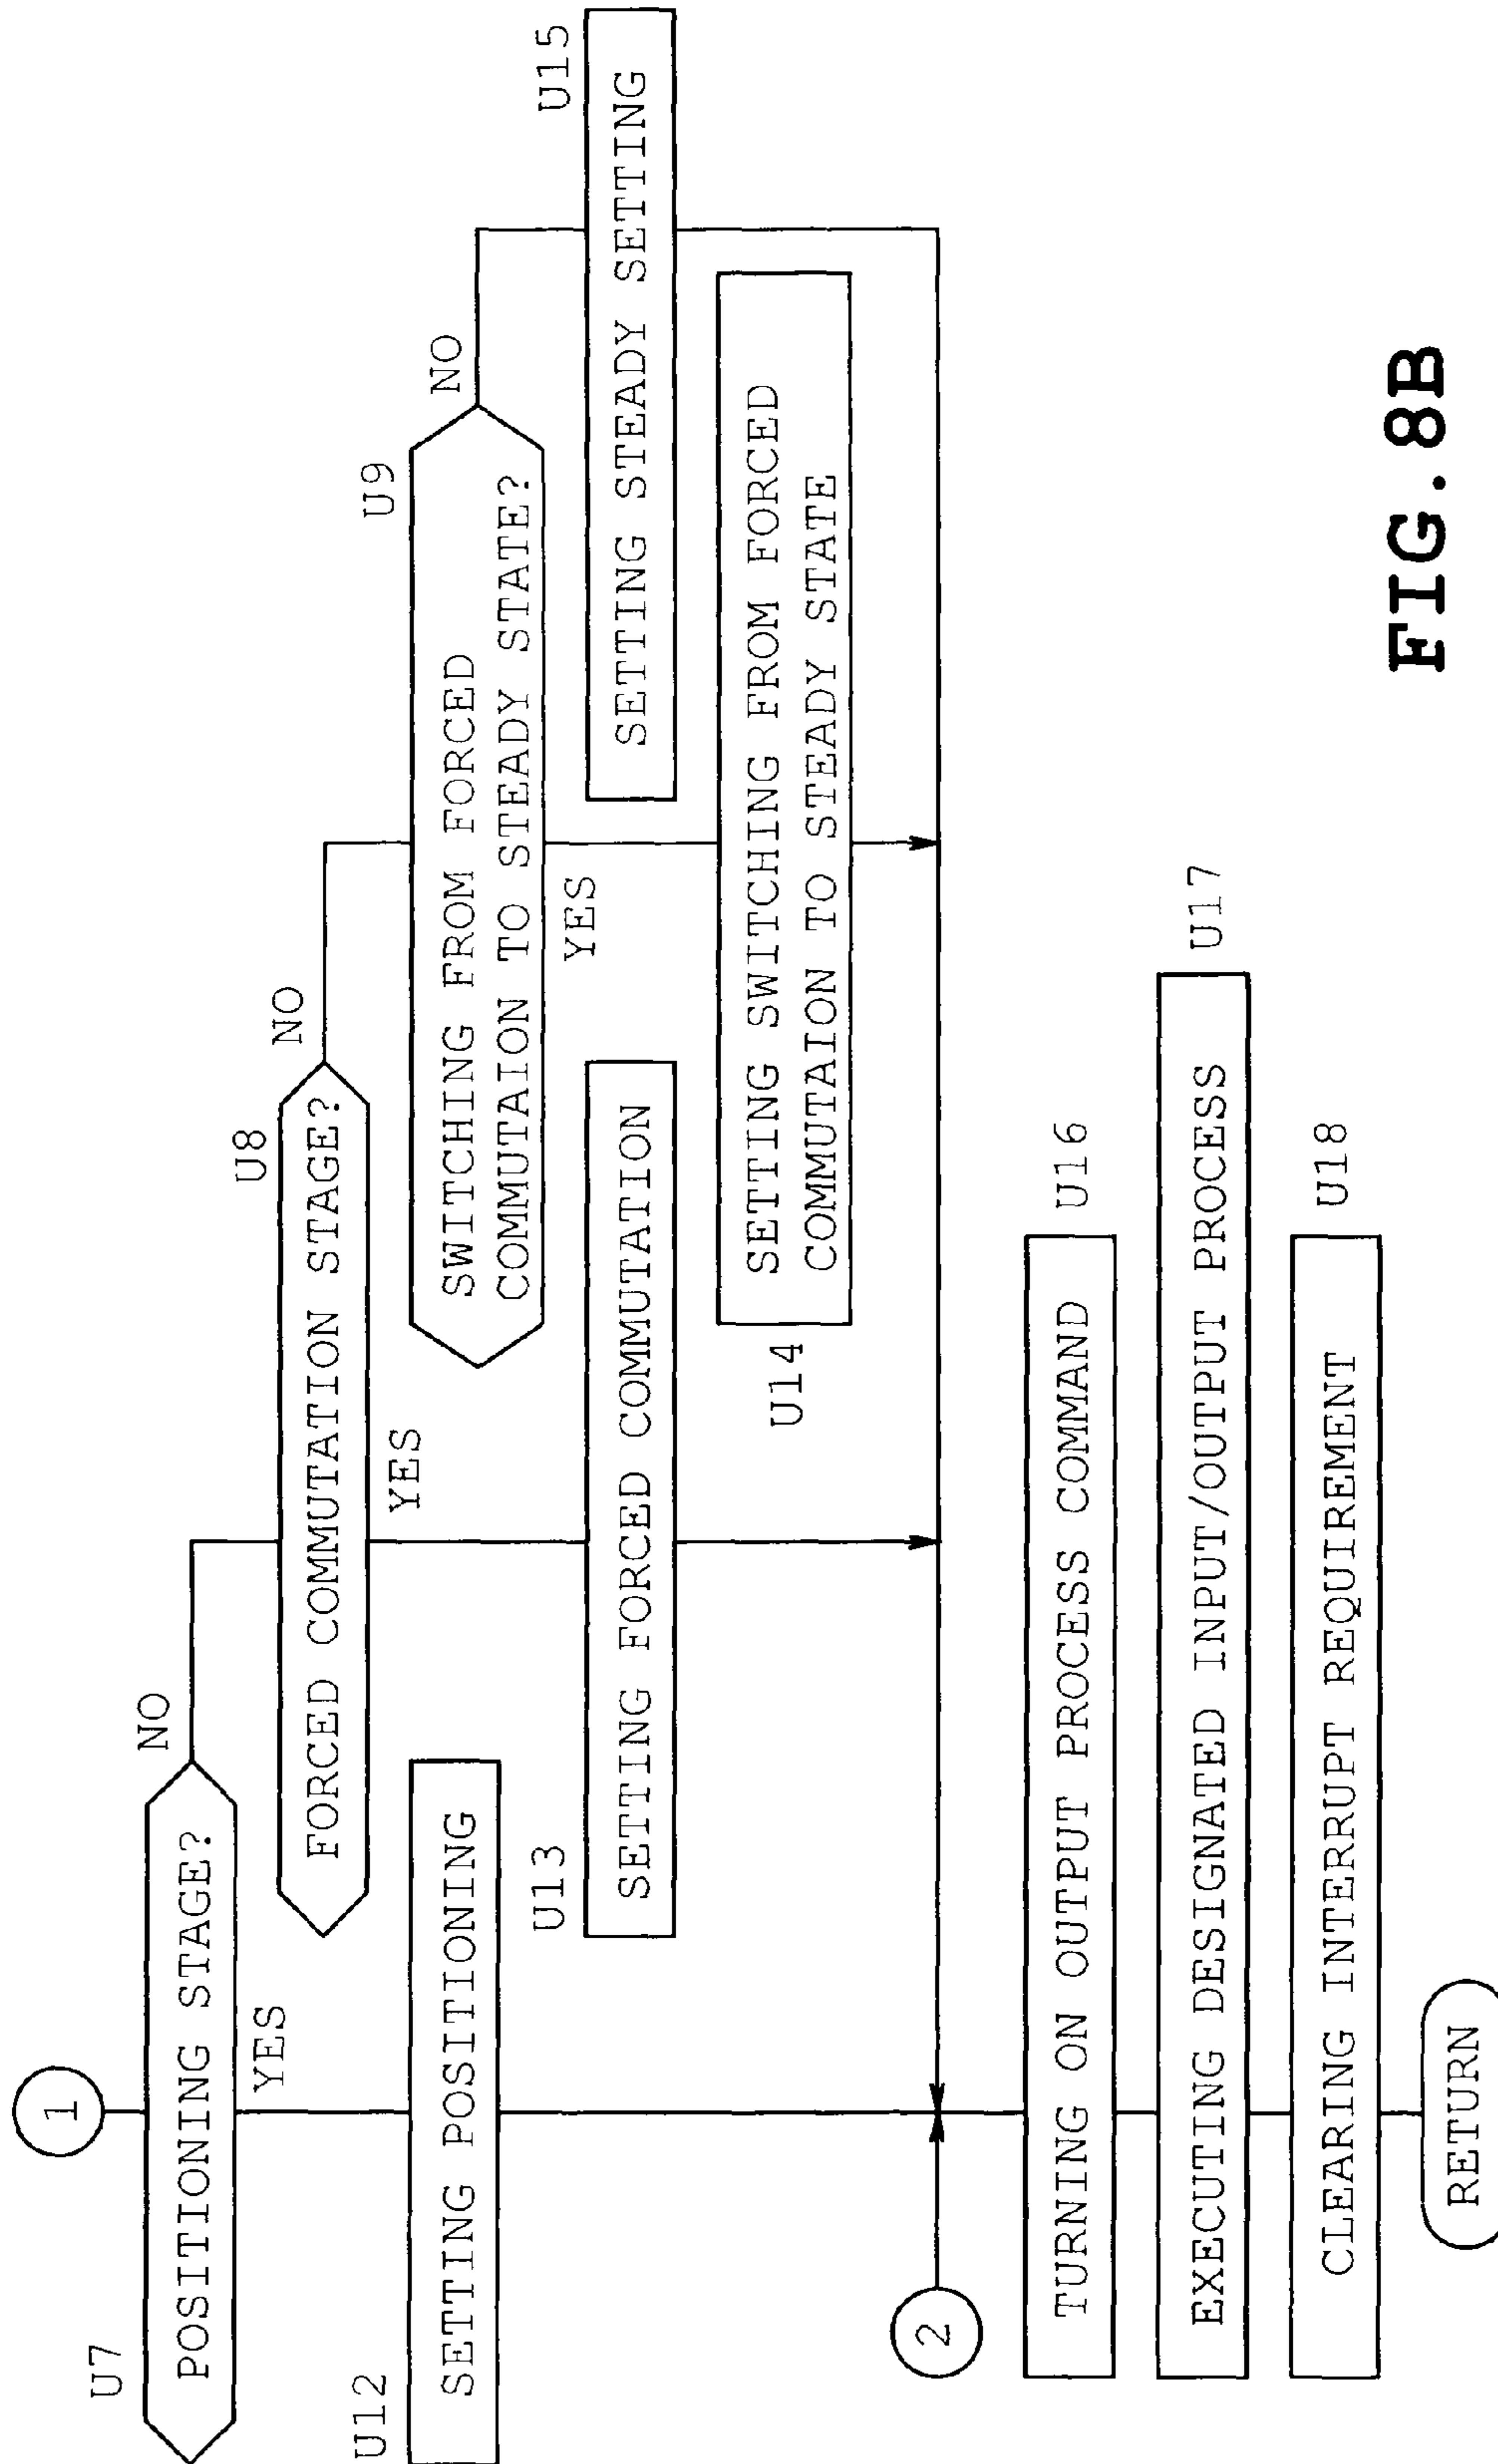 1
U7
POSITIONING STAGE?
NO
YES
U8
FORCED COMMUTATION STAGE?
NO
YES
U9
SWITCHING FROM FORCED
COMMUTAION TO STEADY STATE?
NO
YES
U12
SETTING POSITIONING
U13
SETTING FORCED COMMUTATION
U15
SETTING STEADY SETTING
U14
SETTING SWITCHING FROM FORCED
COMMUTAION TO STEADY STATE
2
TURNING ON OUTPUT PROCESS COMMAND
U16
EXECUTING DESIGNATED INPUT/OUTPUT PROCESS
U17
CLEARING INTERRUPT REQUIREMENT
U18
RETURN
FIG.8B